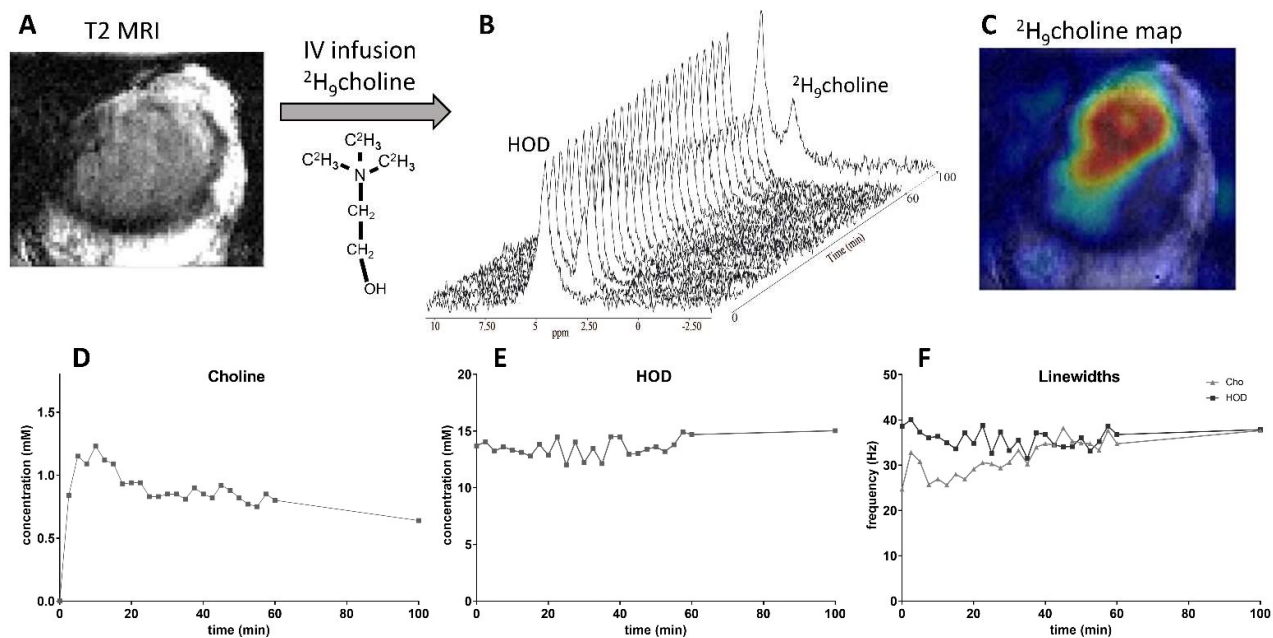 A
T2 MRI
IV infusion
²H₉choline
C²H₃
C²H₃
C²H₃
N
CH₂
CH₂
OH
B
HOD
²H₉choline
10
7.50
5
ppm
2.50
0
-2.50
0
Time (min)
60
100
C
²H₉choline map
D
Choline
concentration (mM)
1.5
1.0
0.5
0.0
0
20
40
60
80
100
time (min)
E
HOD
concentration (mM)
20
15
10
5
0
0
20
40
60
80
100
time (min)
F
Linewidths
Cho
HOD
frequency (Hz)
50
40
30
20
10
0
0
20
40
60
80
100
time (min)